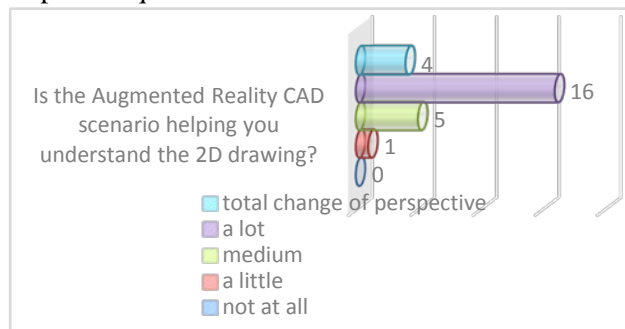 4
16
5
1
0
Is the Augmented Reality CAD
scenario helping you
understand the 2D drawing?
total change of perspective
a lot
medium
a little
not at all